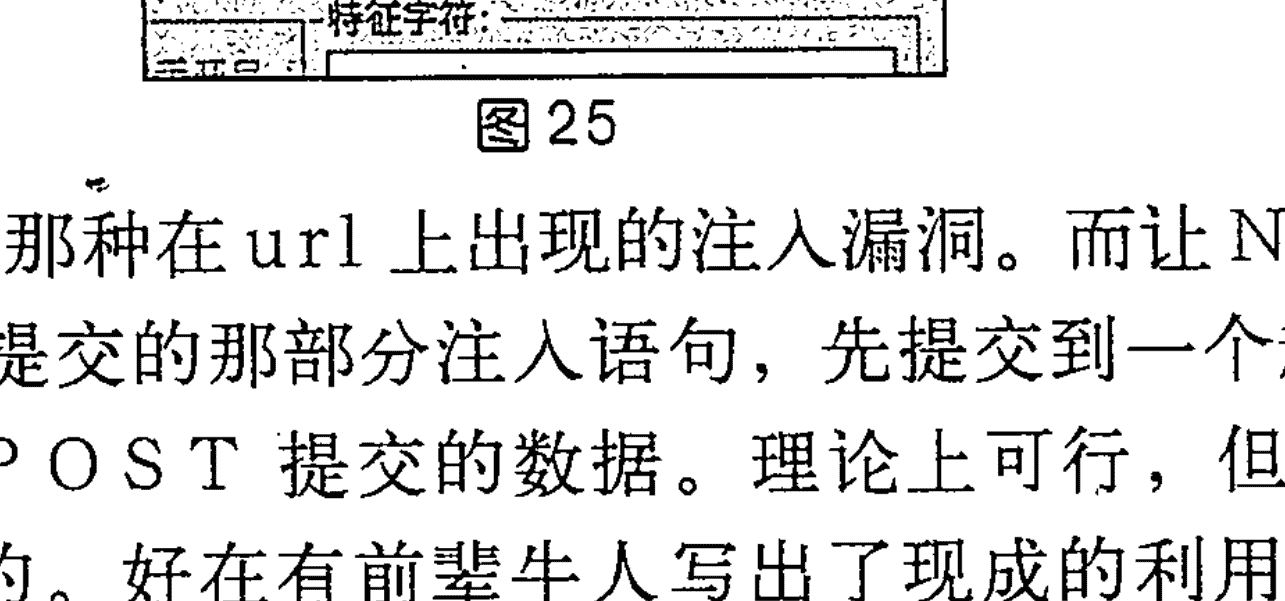 特征字符:
图25
那种在url上出现的注入漏洞。而让N
提交的那部分注入语句，先提交到一个
POST 提交的数据。理论上可行，但
的。好在有前辈牛人写出了现成的利用